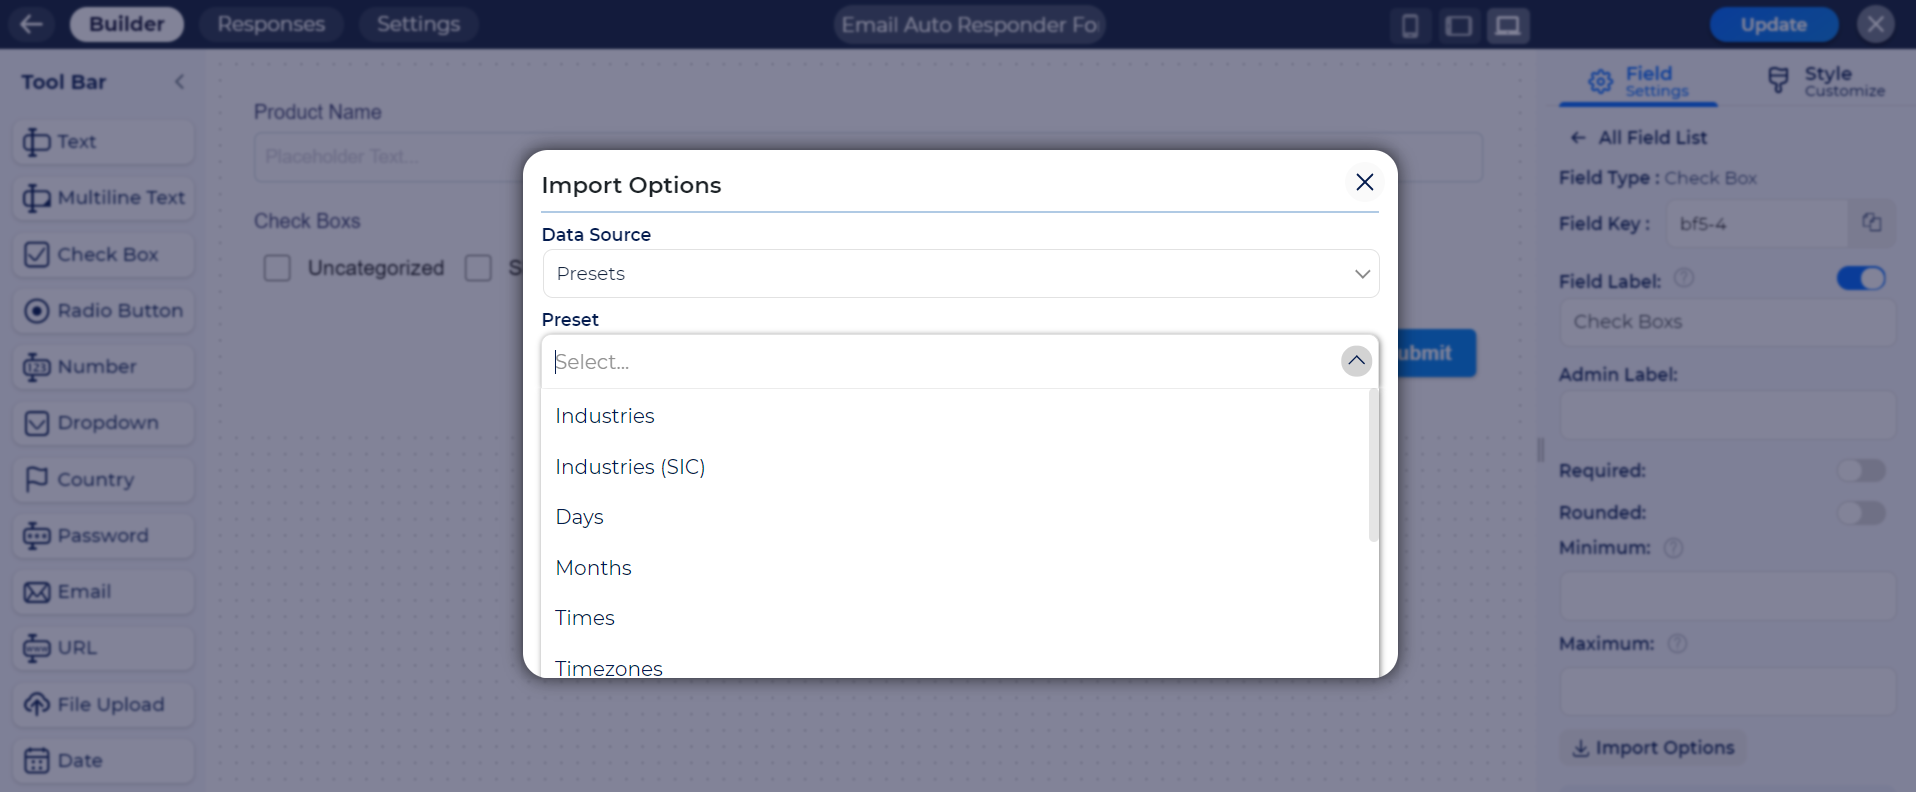 Builder
Responses
Settings
Email Auto Responder Fo
Update
Tool Bar
Text
Multiline Text
Check Box
Radio Button
123 Number
Dropdown
Country
Password
Email
www URL
File Upload
Date
Product Name
Placeholder Text...
Check Boxs
Uncategorized
S
ubmit
Import Options
Data Source
Presets
Preset
Select...
Industries
Industries (SIC)
Days
Months
Times
Timezones
Field
Settings
Style
Customize
All Field List
Field Type : Check Box
Field Key : bf5-4
Field Label: ?
Check Boxs
Admin Label:
Required:
Rounded:
Minimum: ?
Maximum: ?
Import Options